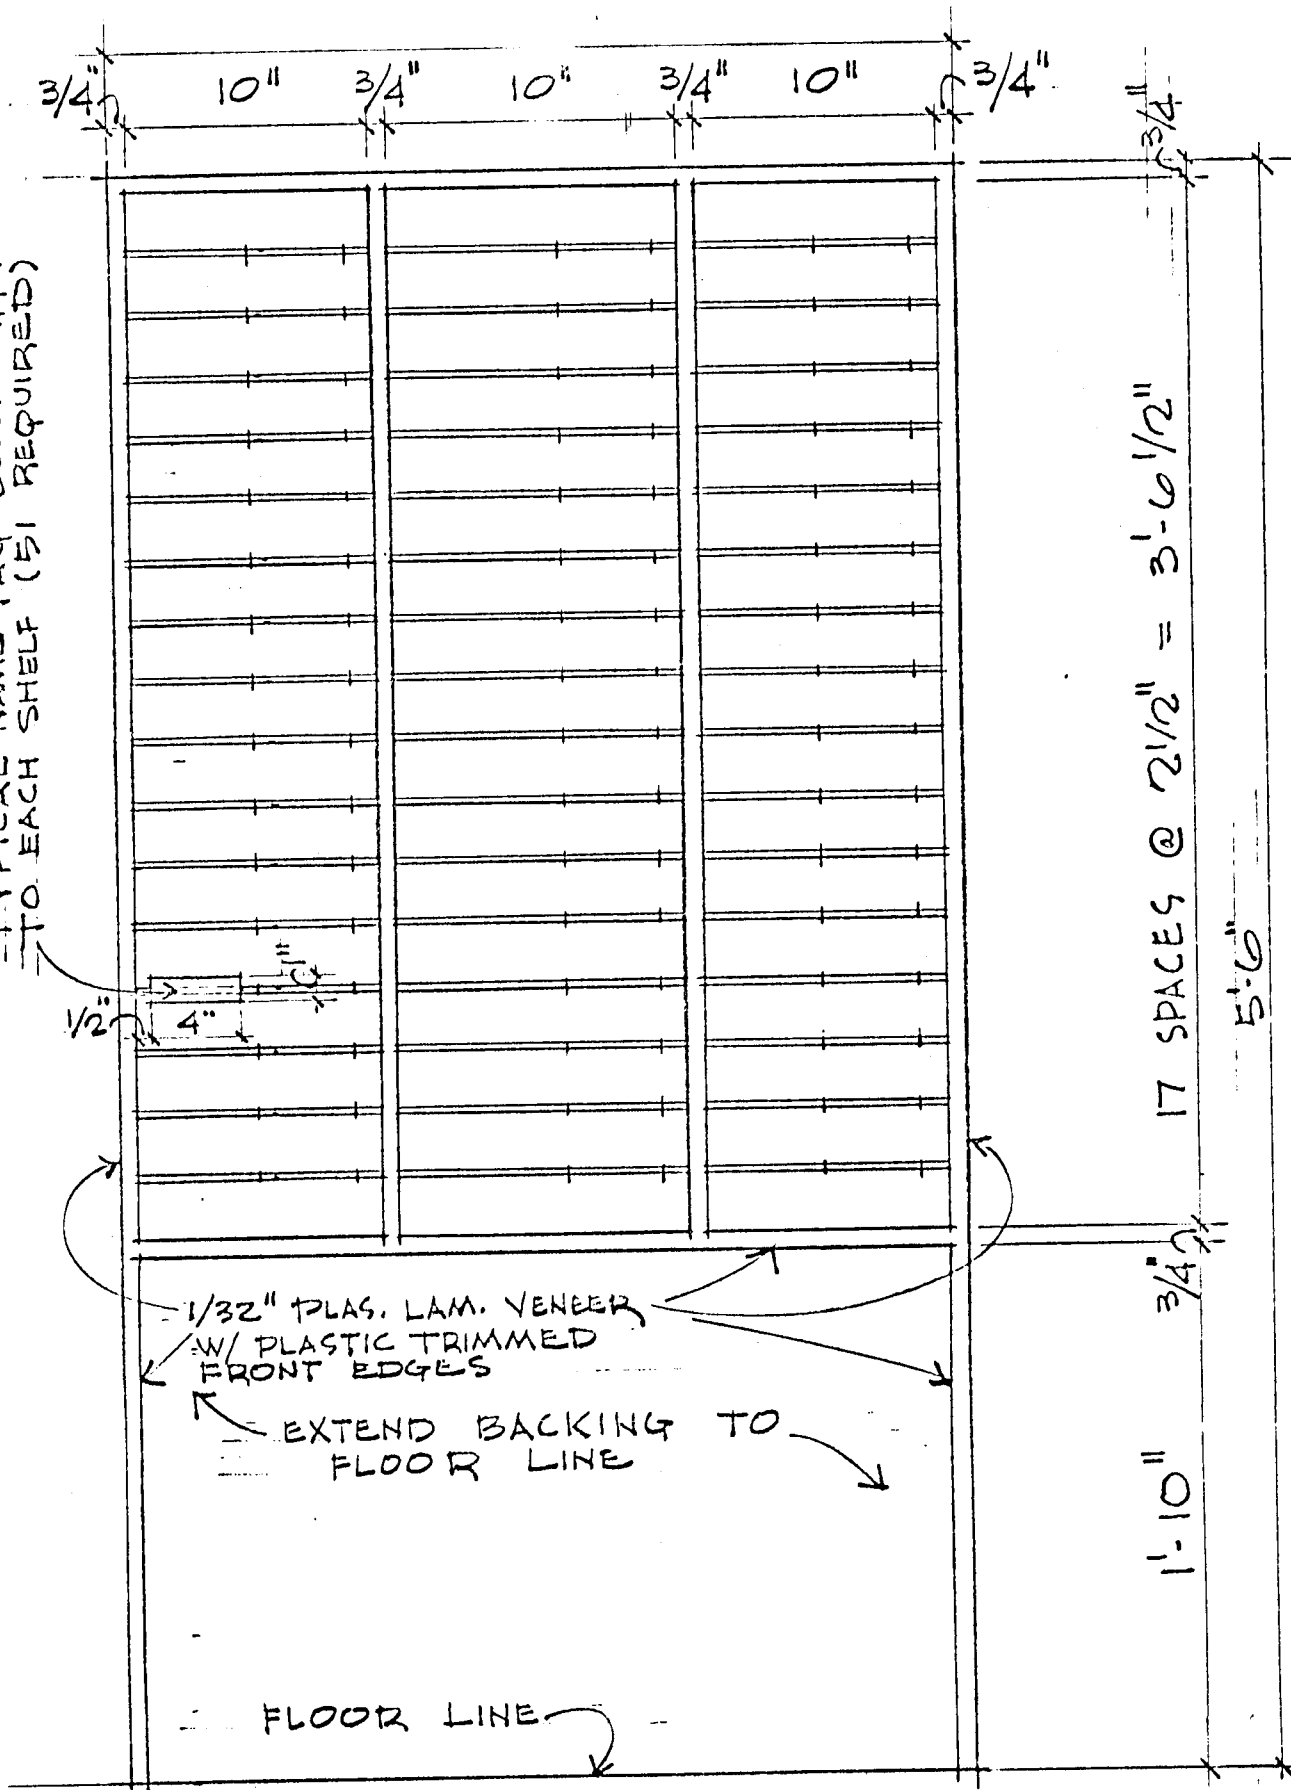 3/4" 10" 3/4" 10" 3/4" 10" 3/4"
3/4"
TO EACH SHELF (51 REQUIRED)
17 SPACES @ 2 1/2" = 3'-6 1/2"
5'-6"
1"
1/2" 4"
3/4"
1/32" PLAS. LAM. VENEER
W/ PLASTIC TRIMMED
FRONT EDGES
EXTEND BACKING TO
FLOOR LINE
1'-10"
FLOOR LINE